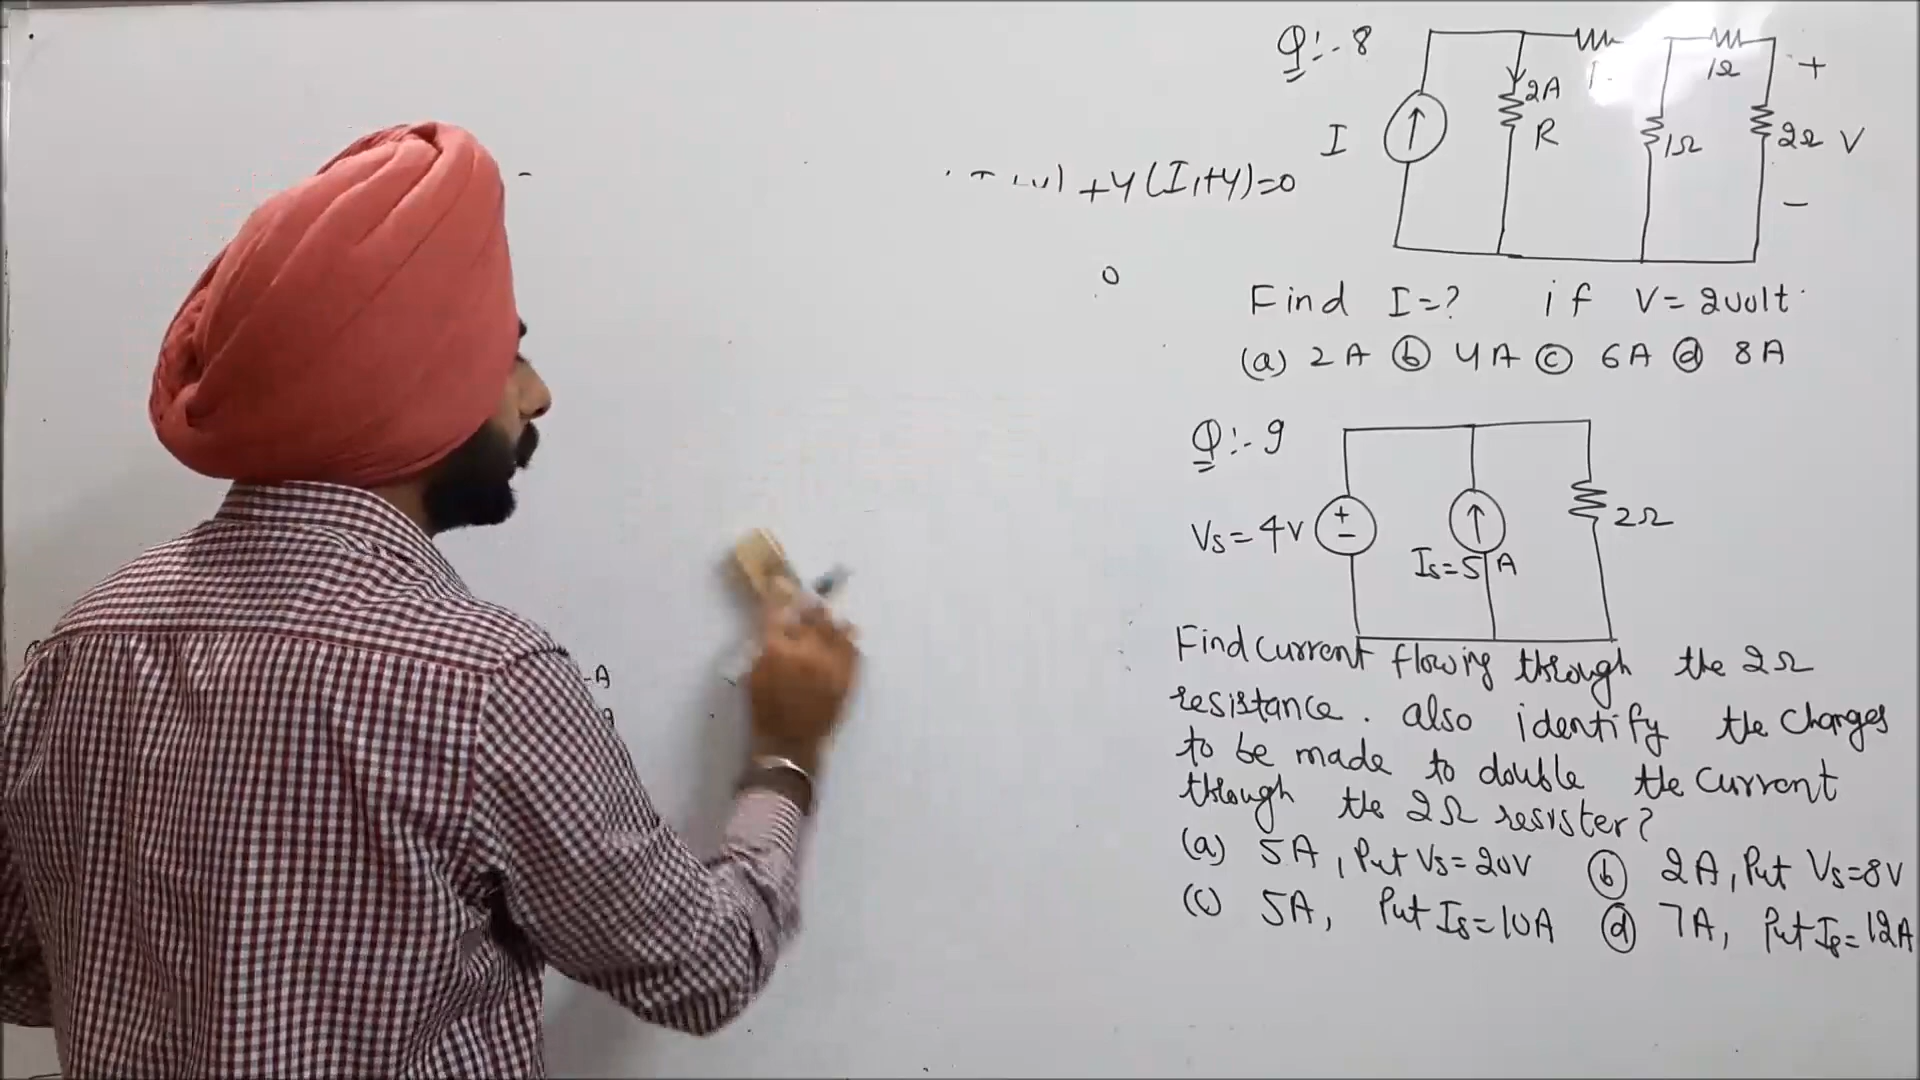 Q:-8
I
2A
R
1Ω
1Ω
+
2Ω V
-
+4(I1+4)=0
0
Find I=? if V=2volt
(a) 2A (b) 4A (c) 6A (d) 8A
Q:-9
Vs=4V
+
-
Is=5A
2Ω
Find current flowing through the 2Ω
resistance. also identify the changes
to be made to double the current
through the 2Ω resister?
(a) 5A, Put Vs=20V (b) 2A, Put Vs=8V
(c) 5A, Put Is=10A (d) 7A, Put Is=12A
-A